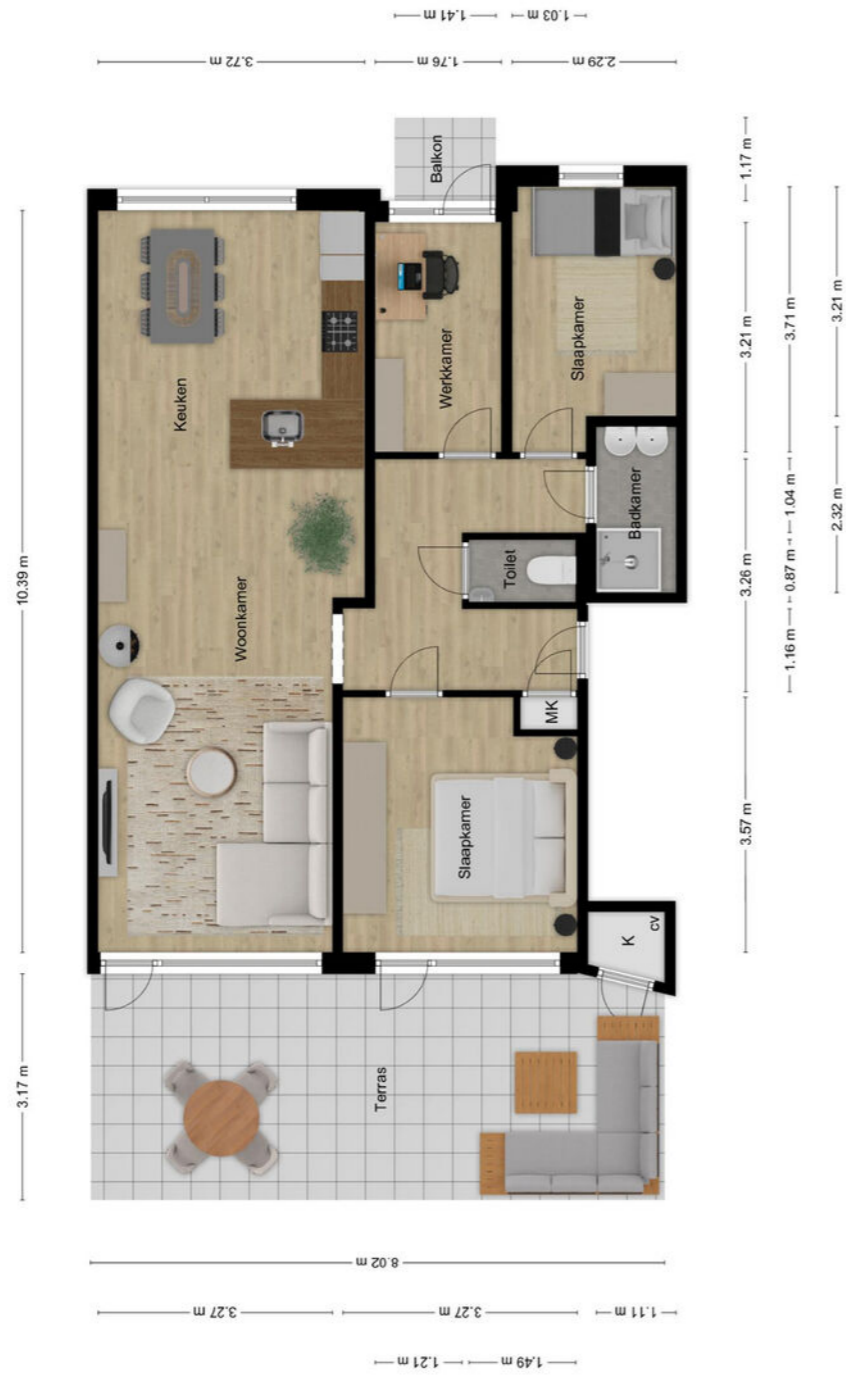 1.41 m
1.03 m
3.72 m
1.76 m
2.29 m
Balkon
1.17 m
Keuken
Werkkamer
Slaapkamer
3.21 m
3.71 m
3.21 m
10.39 m
Woonkamer
Toilet
Badkamer
3.26 m
1.16 m
0.87 m
1.04 m
2.32 m
MK
Slaapkamer
3.57 m
K
CV
3.17 m
Terras
8.02 m
3.27 m
3.27 m
1.11 m
1.21 m
1.49 m